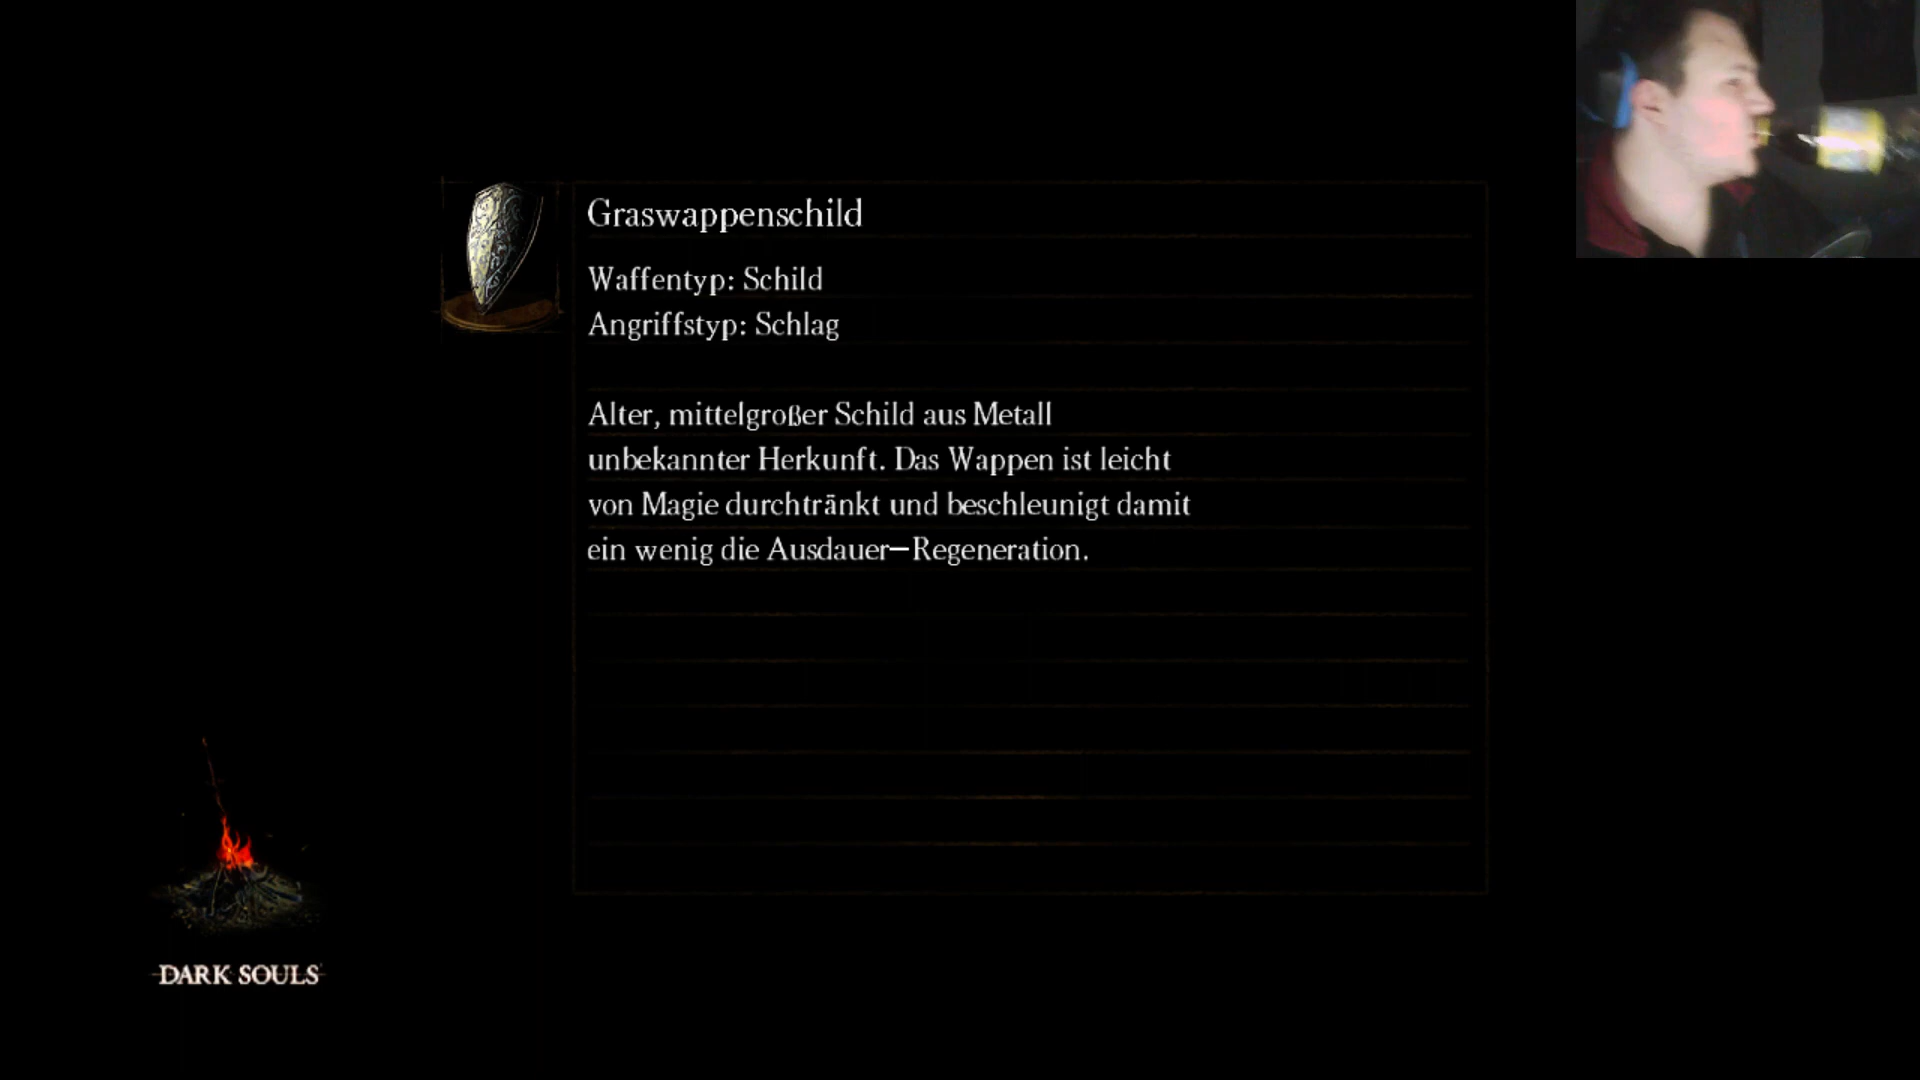 Graswappenschild
Waffentyp: Schild
Angriffstyp: Schlag
Alter, mittelgroßer Schild aus Metall
unbekannter Herkunft. Das Wappen ist leicht
von Magie durchtränkt und beschleunigt damit
ein wenig die Ausdauer–Regeneration.
DARK SOULS